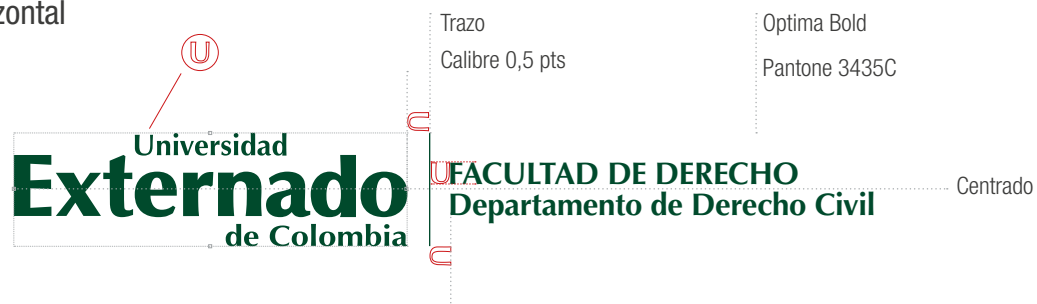 zontal
Trazo
Calibre 0,5 pts
Optima Bold
Pantone 3435C
U
Universidad
Externado
de Colombia
U
U
U
FACULTAD DE DERECHO
Departamento de Derecho Civil
Centrado